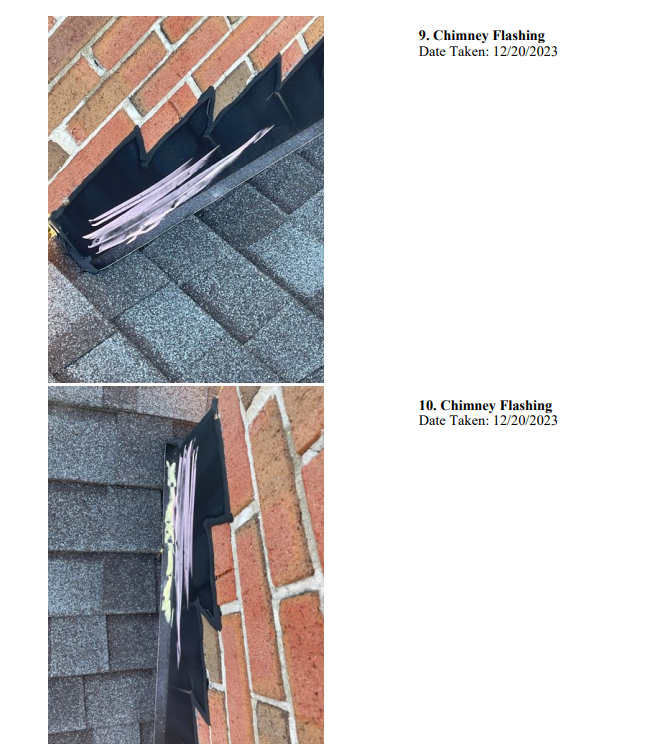 9. Chimney Flashing
Date Taken: 12/20/2023
10. Chimney Flashing
Date Taken: 12/20/2023